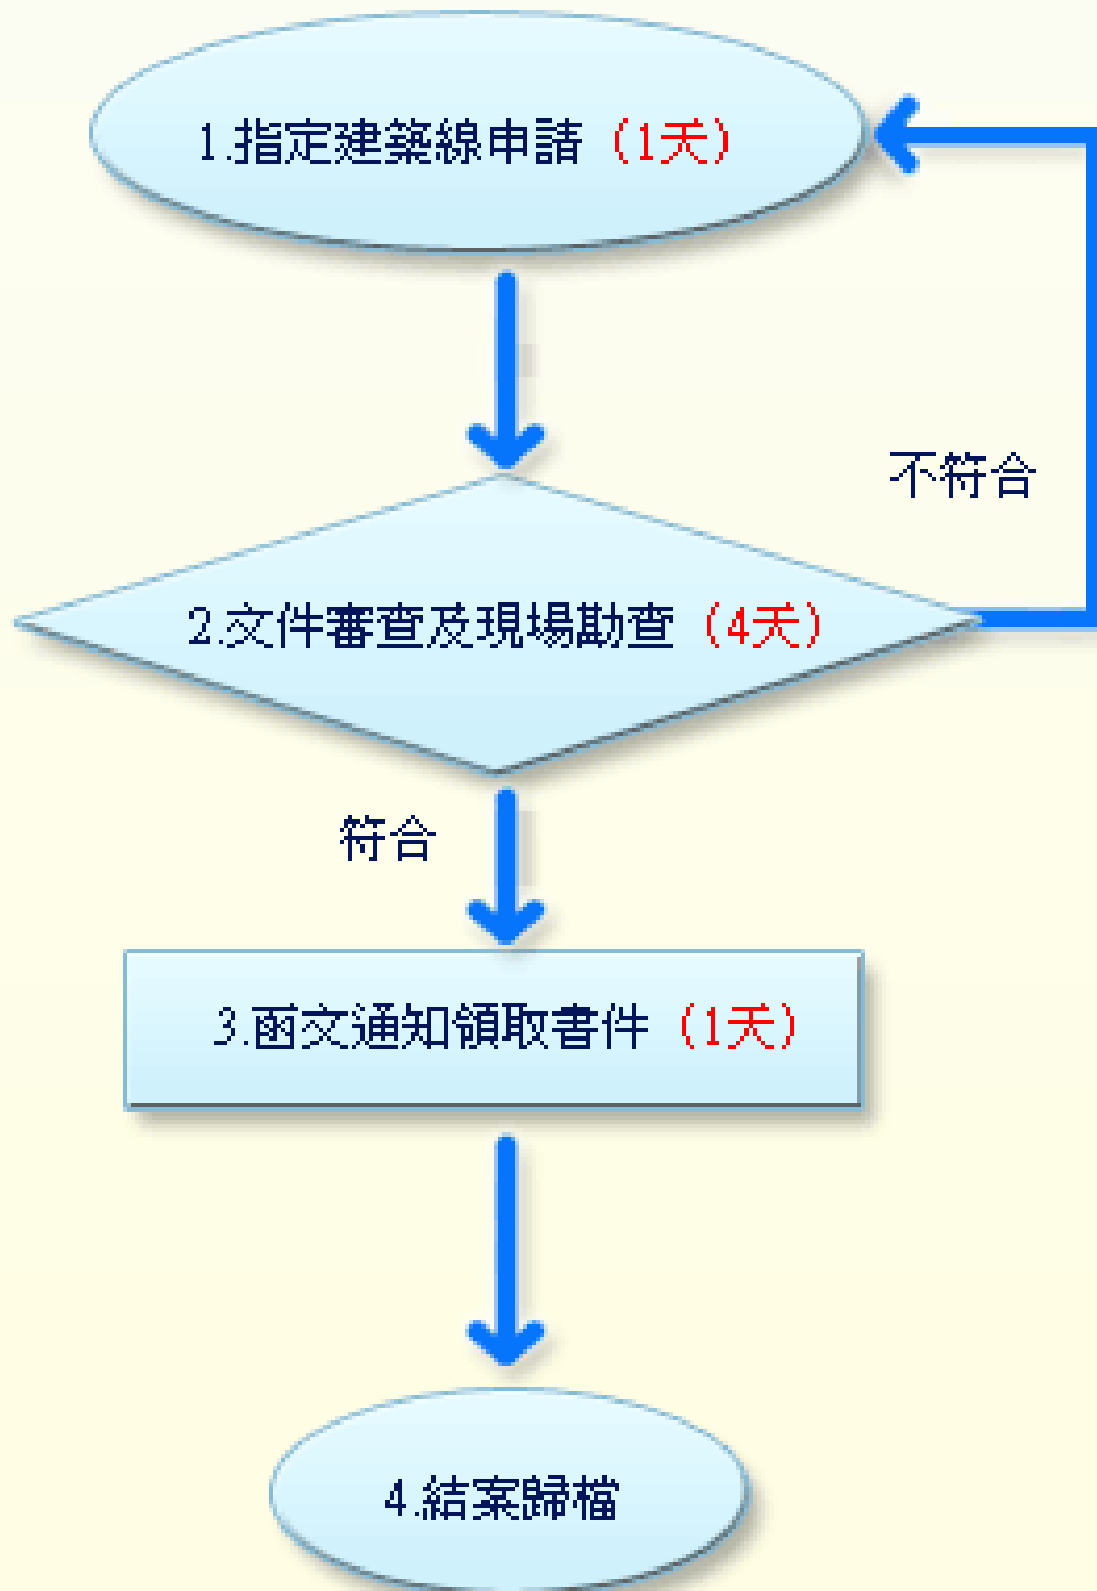 1.指定建築線申請（1天）
不符合
2.文件審查及現場勘查（4天）
符合
3.函文通知領取書件（1天）
4.結案歸檔